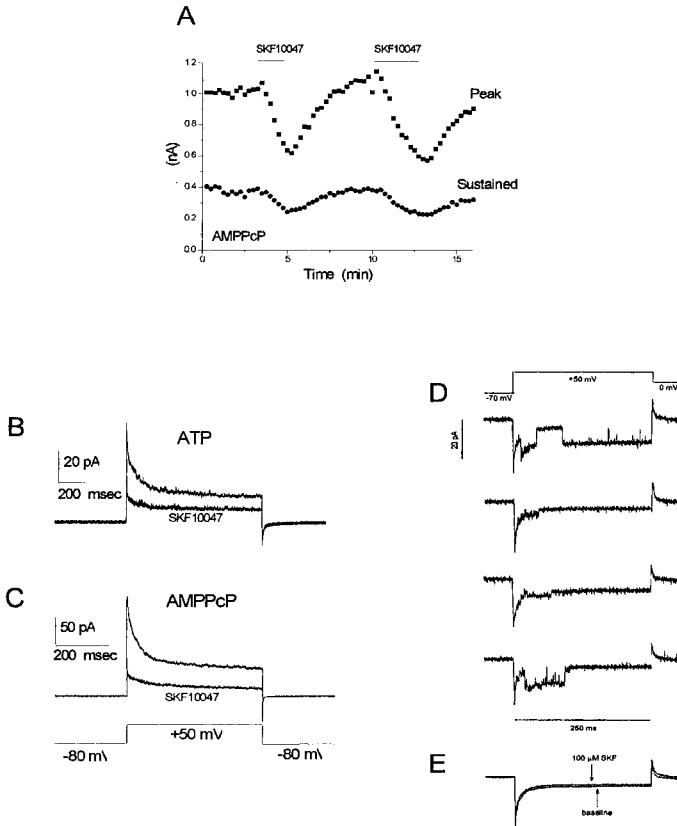 A
SKF10047 SKF10047
1.2
1.0
0.8
0.6
0.4
0.2
0.0
(nA)
Peak
Sustained
AMPPcP
0 5 10 15
Time (min)
B
ATP
20 pA
200 msec
SKF10047
C
AMPPcP
50 pA
200 msec
SKF10047
+50 mV
-80 m\ -80 m\
D
+50 mV
-70 mV 0 mV
20 pA
250 ms
E
100 µM SKF
baseline